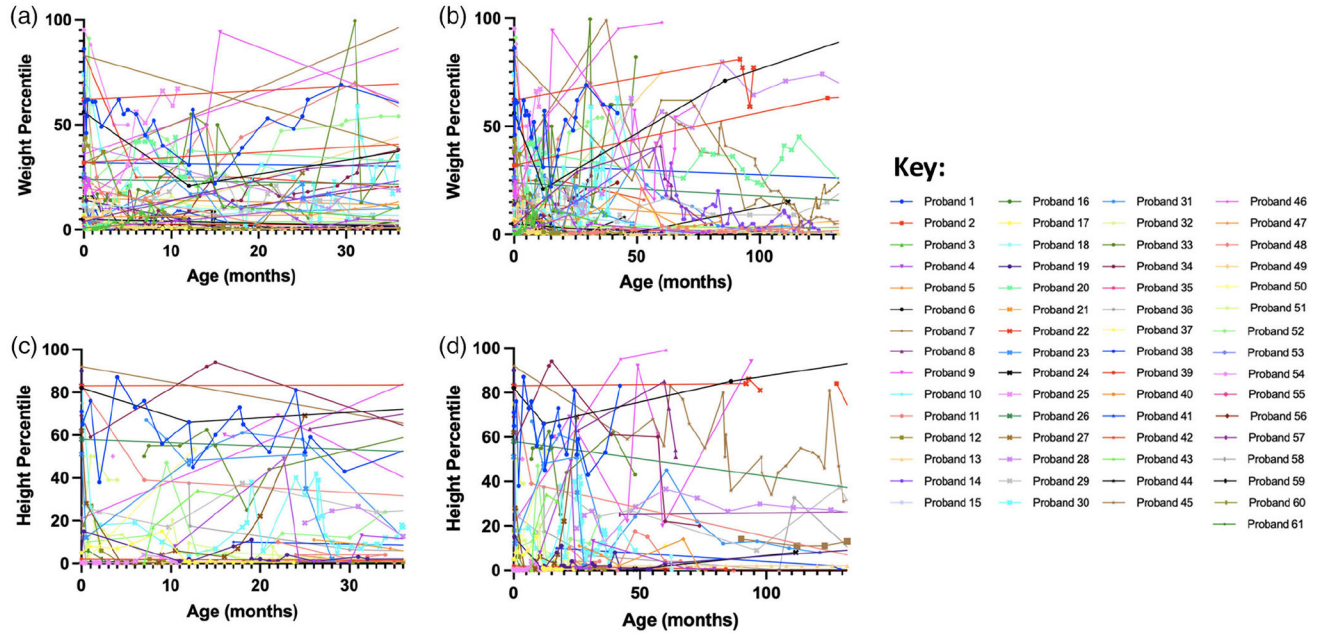 (a)
100
50
0
Weight Percentile
0 10 20 30
Age (months)
(b)
100
50
0
Weight Percentile
0 50 100
Age (months)
(c)
100
80
60
40
20
0
Height Percentile
0 10 20 30
Age (months)
(d)
100
80
60
40
20
0
Height Percentile
0 50 100
Age (months)
Key:
Proband 1
Proband 2
Proband 3
Proband 4
Proband 5
Proband 6
Proband 7
Proband 8
Proband 9
Proband 10
Proband 11
Proband 12
Proband 13
Proband 14
Proband 15
Proband 16
Proband 17
Proband 18
Proband 19
Proband 20
Proband 21
Proband 22
Proband 23
Proband 24
Proband 25
Proband 26
Proband 27
Proband 28
Proband 29
Proband 30
Proband 31
Proband 32
Proband 33
Proband 34
Proband 35
Proband 36
Proband 37
Proband 38
Proband 39
Proband 40
Proband 41
Proband 42
Proband 43
Proband 44
Proband 45
Proband 46
Proband 47
Proband 48
Proband 49
Proband 50
Proband 51
Proband 52
Proband 53
Proband 54
Proband 55
Proband 56
Proband 57
Proband 58
Proband 59
Proband 60
Proband 61